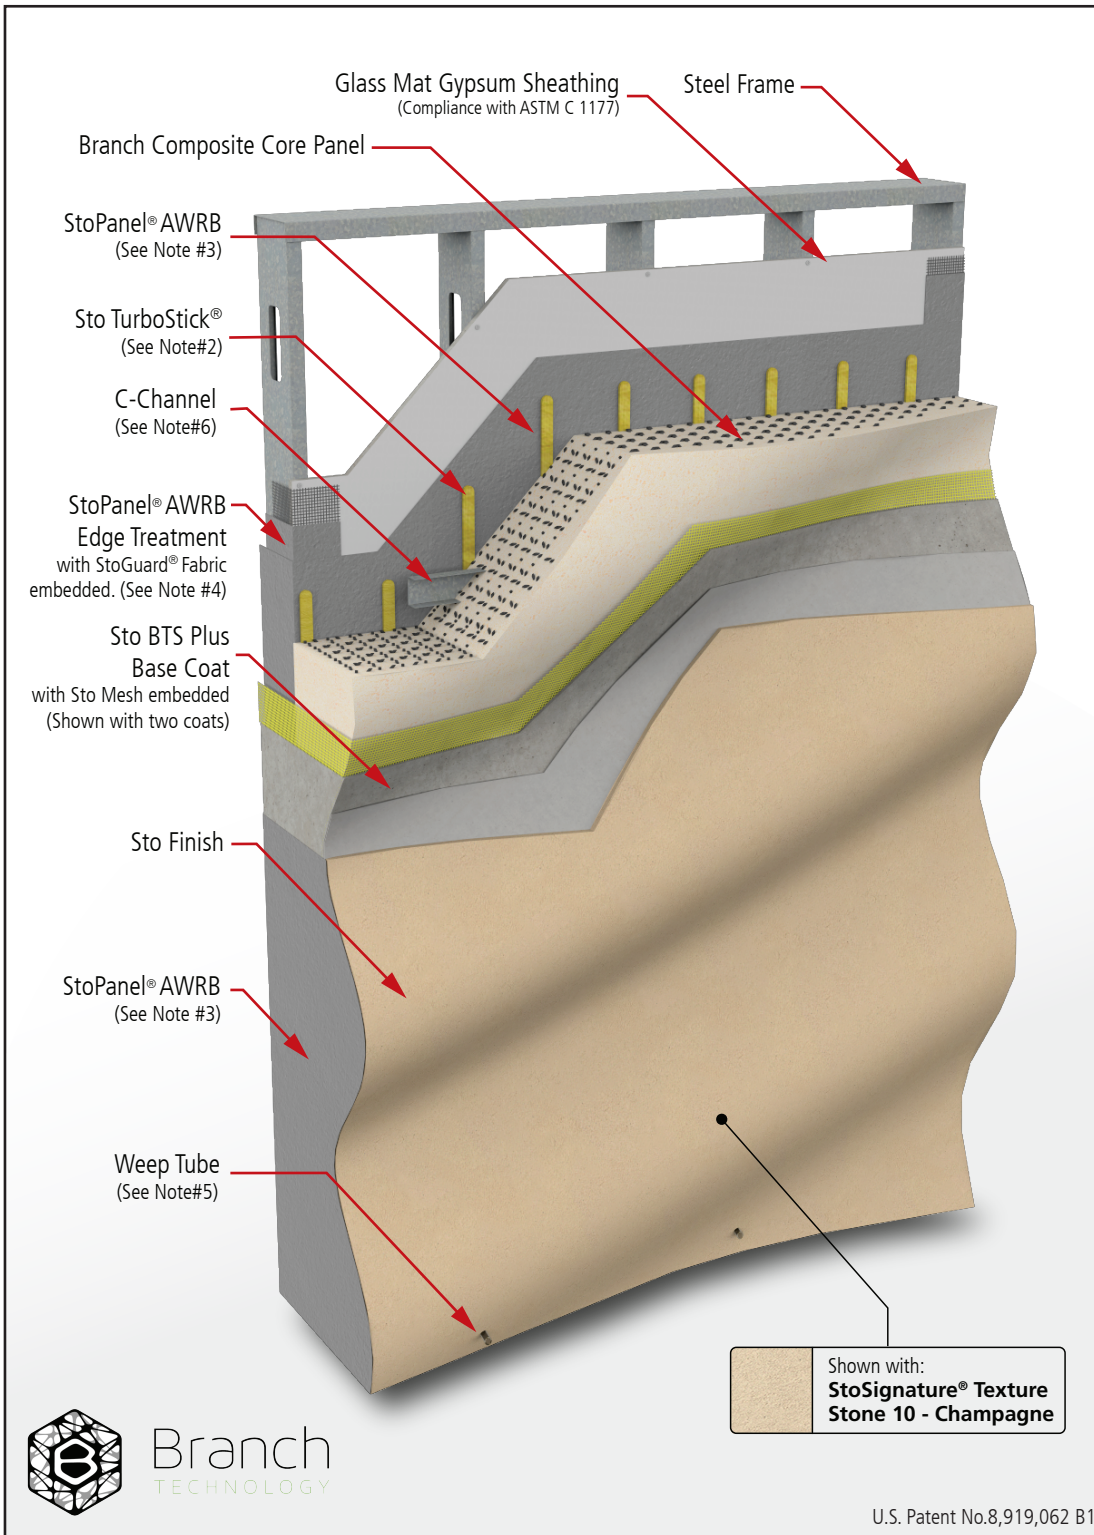 Glass Mat Gypsum Sheathing
(Compliance with ASTM C 1177)
Steel Frame
Branch Composite Core Panel
StoPanel® AWRB
(See Note #3)
Sto TurboStick®
(See Note#2)
C-Channel
(See Note#6)
StoPanel® AWRB
Edge Treatment
with StoGuard® Fabric
embedded. (See Note #4)
Sto BTS Plus
Base Coat
with Sto Mesh embedded
(Shown with two coats)
Sto Finish
StoPanel® AWRB
(See Note #3)
Weep Tube
(See Note#5)
Shown with:
StoSignature® Texture
Stone 10 - Champagne
B
Branch
TECHNOLOGY
U.S. Patent No.8,919,062 B1